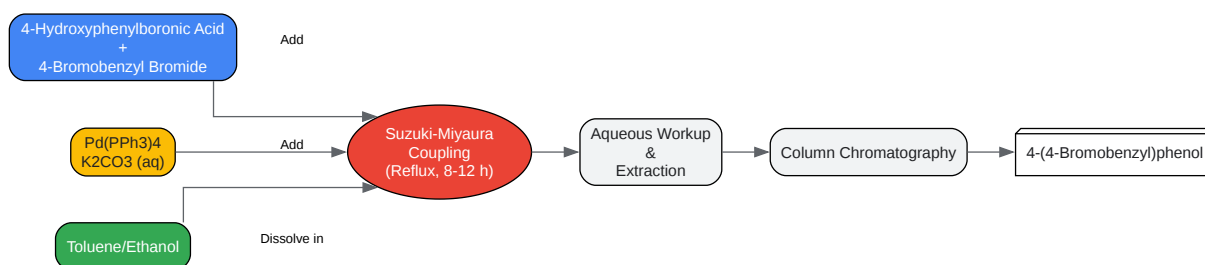 4-Hydroxyphenylboronic Acid
+
4-Bromobenzyl Bromide
Add
Pd(PPh3)4
K2CO3 (aq)
Add
Toluene/Ethanol
Dissolve in
Suzuki-Miyaura
Coupling
(Reflux, 8-12 h)
Aqueous Workup
&
Extraction
Column Chromatography
4-(4-Bromobenzyl)phenol